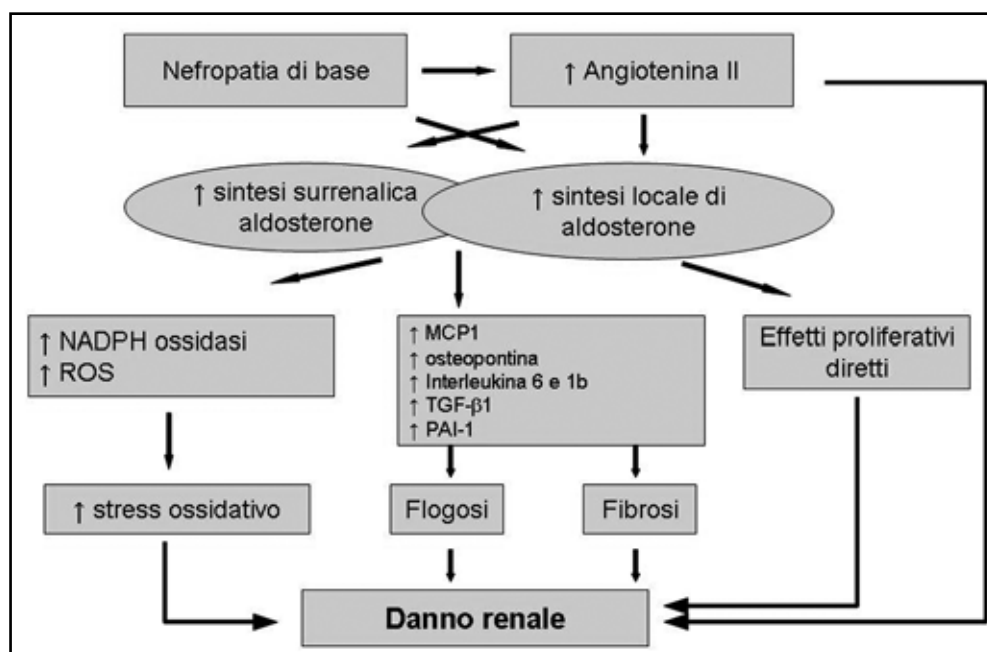 Nefropatia di base
↑ Angiotenina II
↑ sintesi surrenalica
aldosterone
↑ sintesi locale di
aldosterone
↑ NADPH ossidasi
↑ ROS
↑ MCP1
↑ osteopontina
↑ Interleukina 6 e 1b
↑ TGF-β1
↑ PAI-1
Effetti proliferativi
diretti
↑ stress ossidativo
Flogosi
Fibrosi
Danno renale